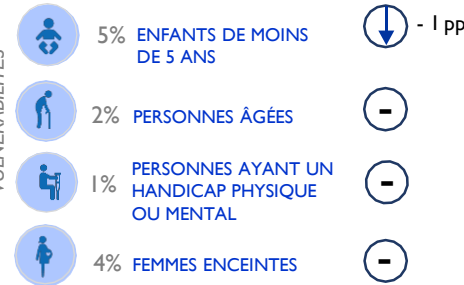 VULNÉRABILITÉS
5% ENFANTS DE MOINS
DE 5 ANS
- 1 pp
2% PERSONNES ÂGÉES
-
1% PERSONNES AYANT UN
HANDICAP PHYSIQUE
OU MENTAL
-
4% FEMMES ENCEINTES
-